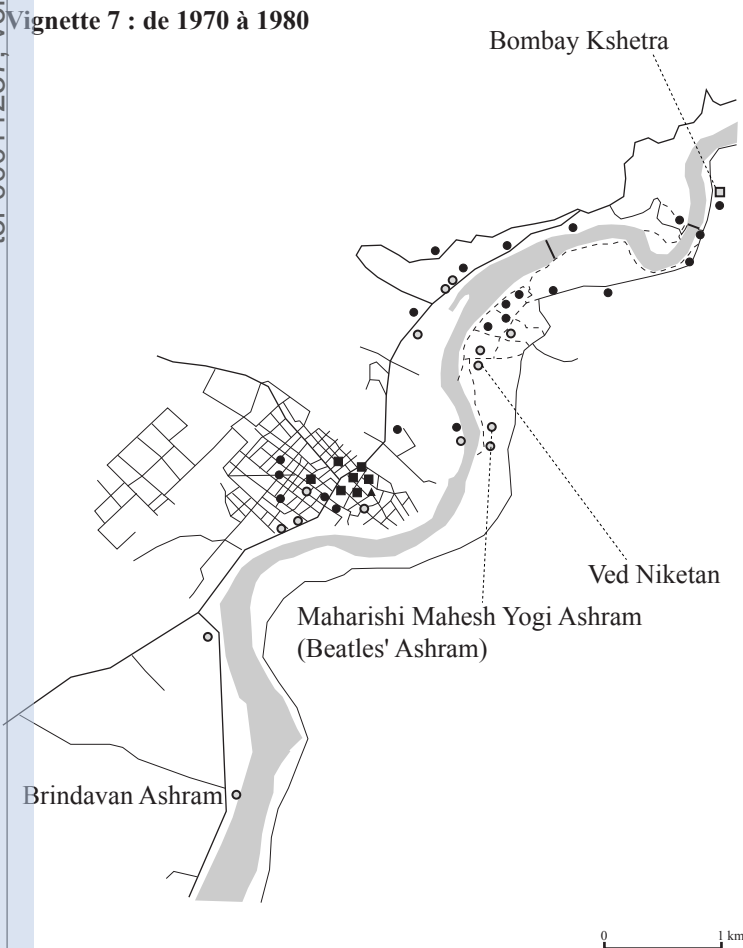 Vignette 7 : de 1970 à 1980
Bombay Kshetra
Ved Niketan
Maharishi Mahesh Yogi Ashram
(Beatles' Ashram)
Brindavan Ashram
0 1 km